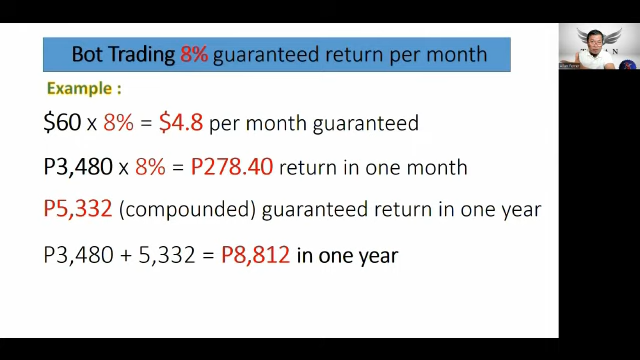 Bot Trading 8% guaranteed return per month
Example :
$60 x 8% = $4.8 per month guaranteed
P3,480 x 8% = P278.40 return in one month
P5,332 (compounded) guaranteed return in one year
P3,480 + 5,332 = P8,812 in one year